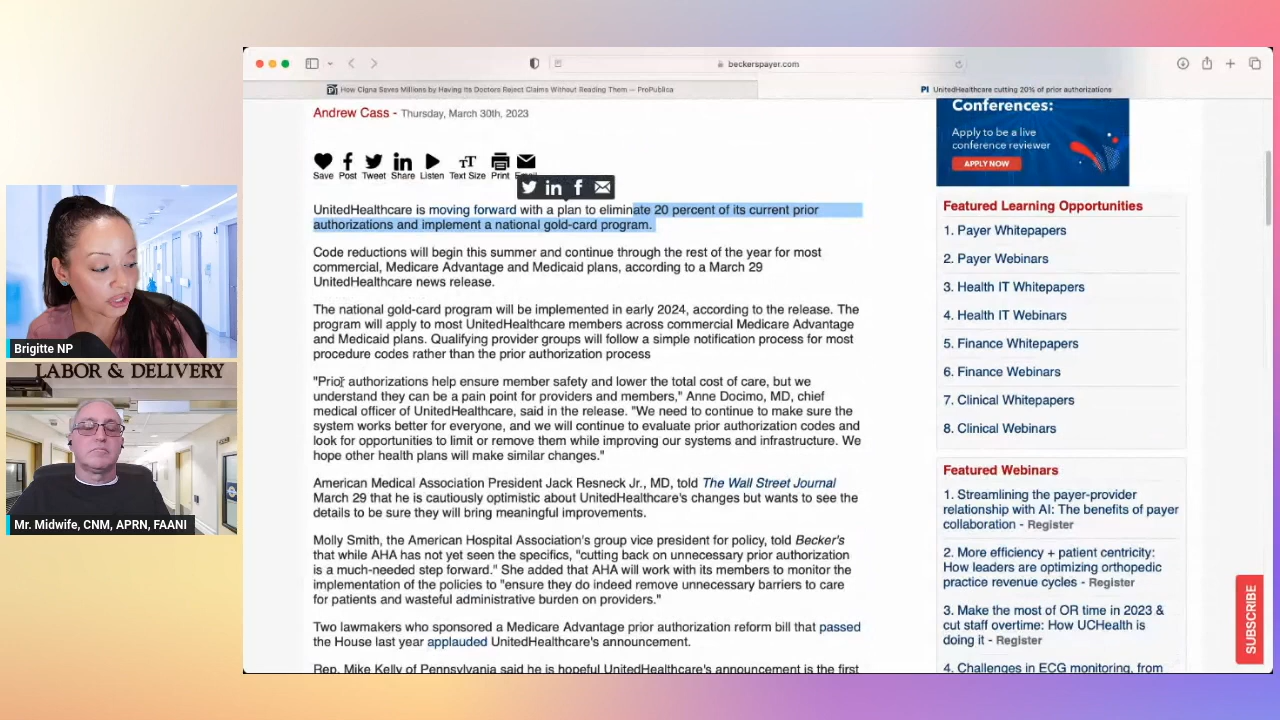 beckerspayer.com
How Cigna Saves Millions by Having Its Doctors Reject Claims Without Reading Them — ProPublica
PI UnitedHealthcare cutting 20% of prior authorizations
Andrew Cass - Thursday, March 30th, 2023
Save Post Tweet Share Listen Text Size Print
UnitedHealthcare is moving forward with a plan to eliminate 20 percent of its current prior
authorizations and implement a national gold-card program.
Code reductions will begin this summer and continue through the rest of the year for most
commercial, Medicare Advantage and Medicaid plans, according to a March 29
UnitedHealthcare news release.
The national gold-card program will be implemented in early 2024, according to the release. The
program will apply to most UnitedHealthcare members across commercial Medicare Advantage
and Medicaid plans. Qualifying provider groups will follow a simple notification process for most
procedure codes rather than the prior authorization process
"Prior authorizations help ensure member safety and lower the total cost of care, but we
understand they can be a pain point for providers and members," Anne Docimo, MD, chief
medical officer of UnitedHealthcare, said in the release. "We need to continue to make sure the
system works better for everyone, and we will continue to evaluate prior authorization codes and
look for opportunities to limit or remove them while improving our systems and infrastructure. We
hope other health plans will make similar changes."
American Medical Association President Jack Resneck Jr., MD, told The Wall Street Journal
March 29 that he is cautiously optimistic about UnitedHealthcare's changes but wants to see the
details to be sure they will bring meaningful improvements.
Molly Smith, the American Hospital Association's group vice president for policy, told Becker's
that while AHA has not yet seen the specifics, "cutting back on unnecessary prior authorization
is a much-needed step forward." She added that AHA will work with its members to monitor the
implementation of the policies to "ensure they do indeed remove unnecessary barriers to care
for patients and wasteful administrative burden on providers."
Two lawmakers who sponsored a Medicare Advantage prior authorization reform bill that passed
the House last year applauded UnitedHealthcare's announcement.
Rep. Mike Kelly of Pennsylvania said he is hopeful UnitedHealthcare's announcement is the first
Conferences:
Apply to be a live
conference reviewer
APPLY NOW
Featured Learning Opportunities
1. Payer Whitepapers
2. Payer Webinars
3. Health IT Whitepapers
4. Health IT Webinars
5. Finance Whitepapers
6. Finance Webinars
7. Clinical Whitepapers
8. Clinical Webinars
Featured Webinars
1. Streamlining the payer-provider
relationship with AI: The benefits of payer
collaboration - Register
2. More efficiency + patient centricity:
How leaders are optimizing orthopedic
practice revenue cycles - Register
3. Make the most of OR time in 2023 &
cut staff overtime: How UCHealth is
doing it - Register
4. Challenges in ECG monitoring, from
SUBSCRIBE
Brigitte NP
LABOR & DELIVERY
Mr. Midwife, CNM, APRN, FAANI